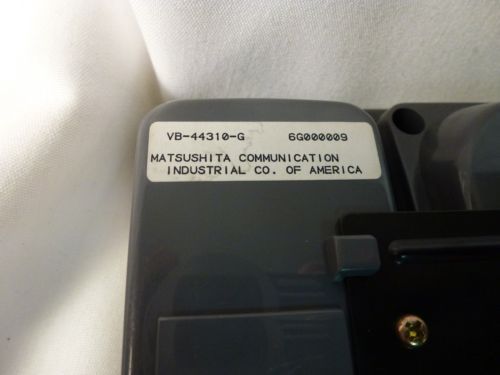 VB-44310-G 6G000009
MATSUSHITA COMMUNICATION
INDUSTRIAL CO. OF AMERICA